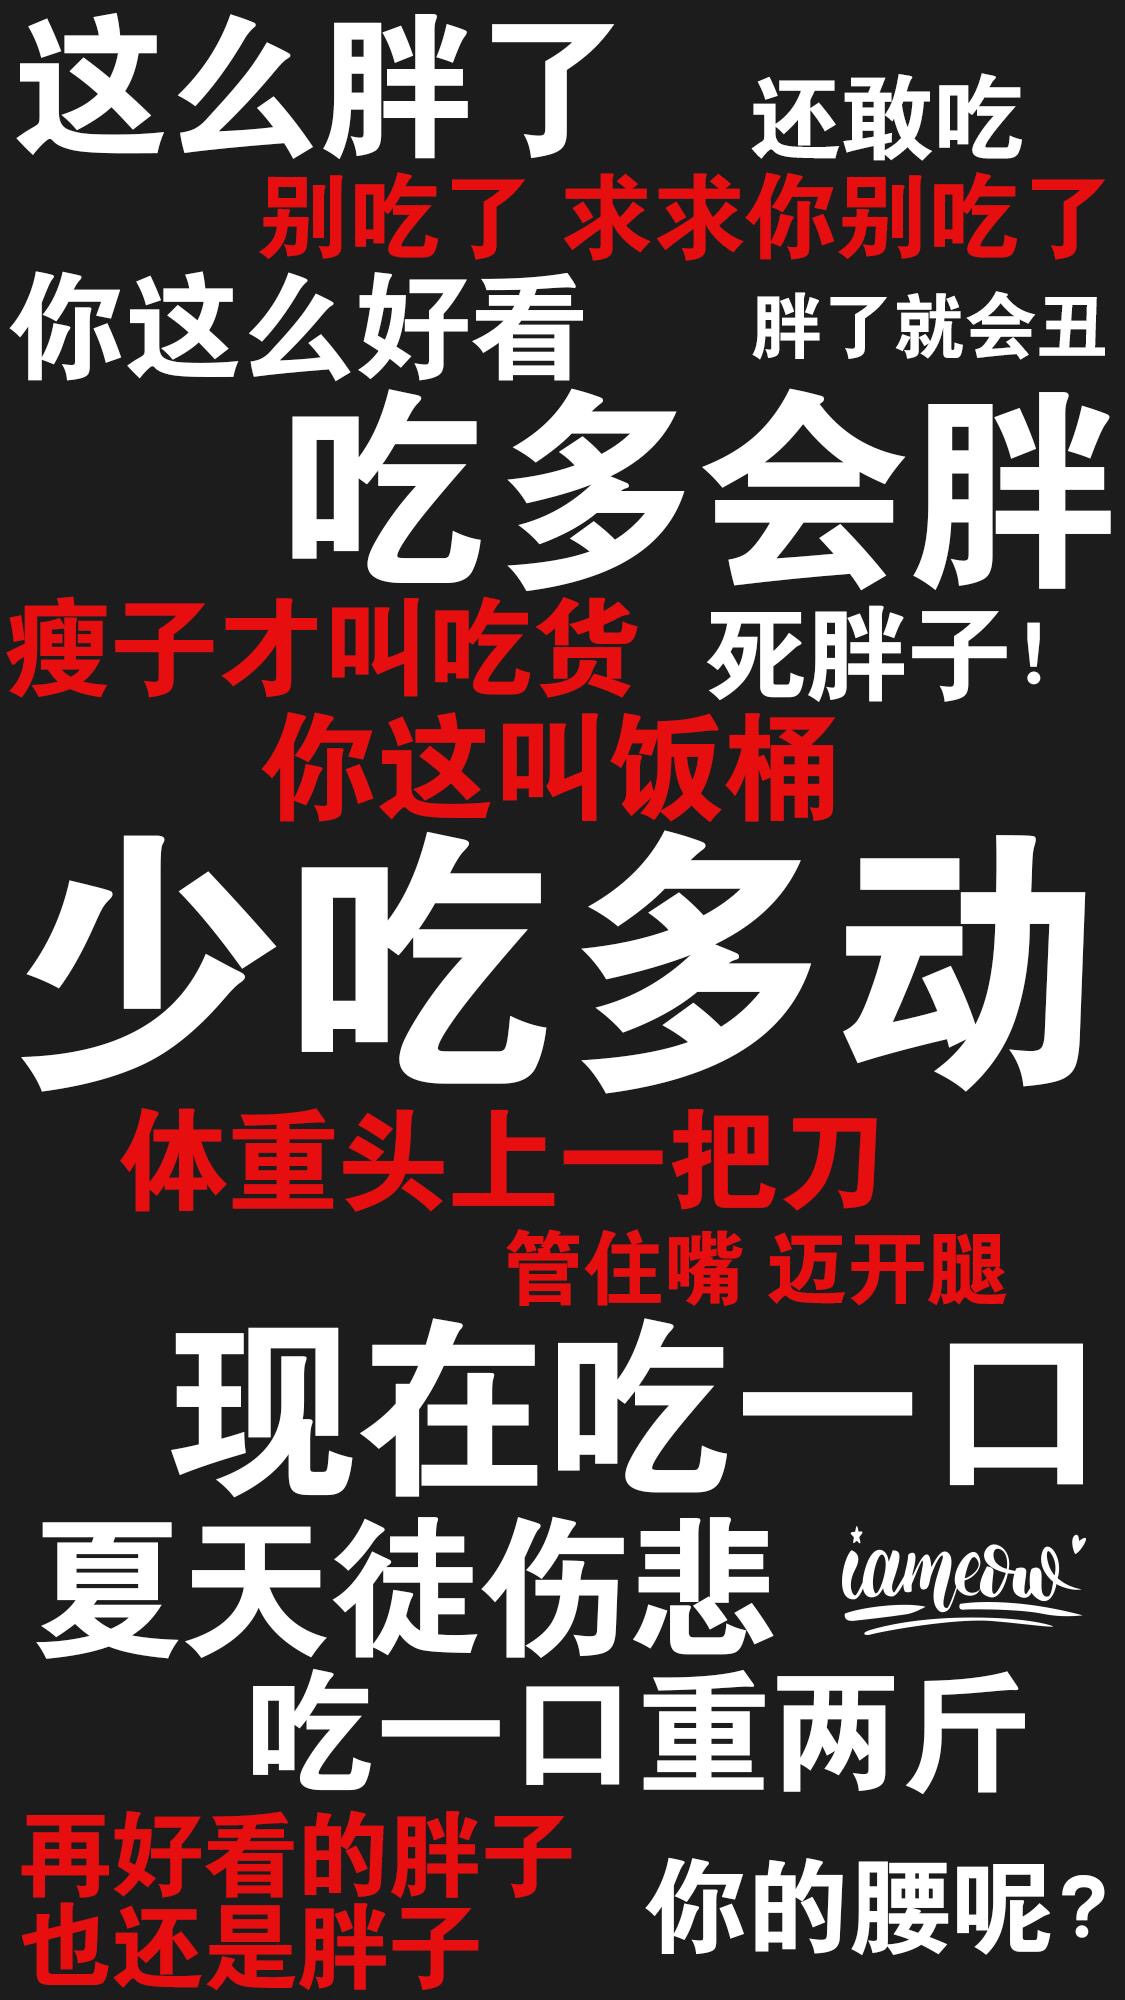 这么胖了 还敢吃
别吃了 求求你别吃了
你这么好看 胖了就会丑
吃多会胖
瘦子才叫吃货 死胖子!
你这叫饭桶
少吃多动
体重头上一把刀
管住嘴 迈开腿
现在吃一口
夏天徒伤悲 iameow
吃一口重两斤
再好看的胖子
也还是胖子
你的腰呢?